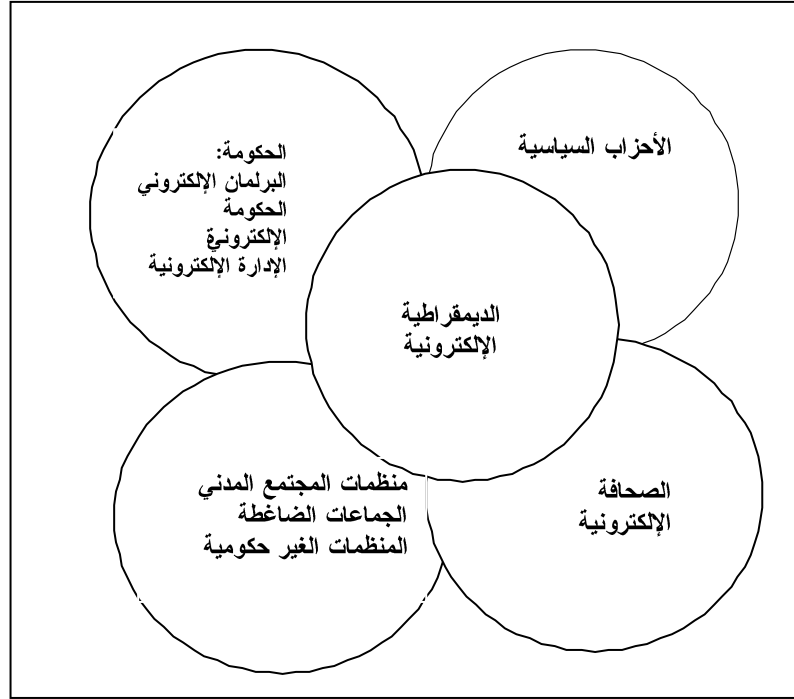 الأحزاب السياسية
الحكومة:
البرلمان الإلكتروني
الحكومة
الإلكترونية
الإدارة الإلكترونية
الديمقراطية
الإلكترونية
الصحافة
الإلكترونية
منظمات المجتمع المدني
الجماعات الضاغطة
المنظمات الغير حكومية